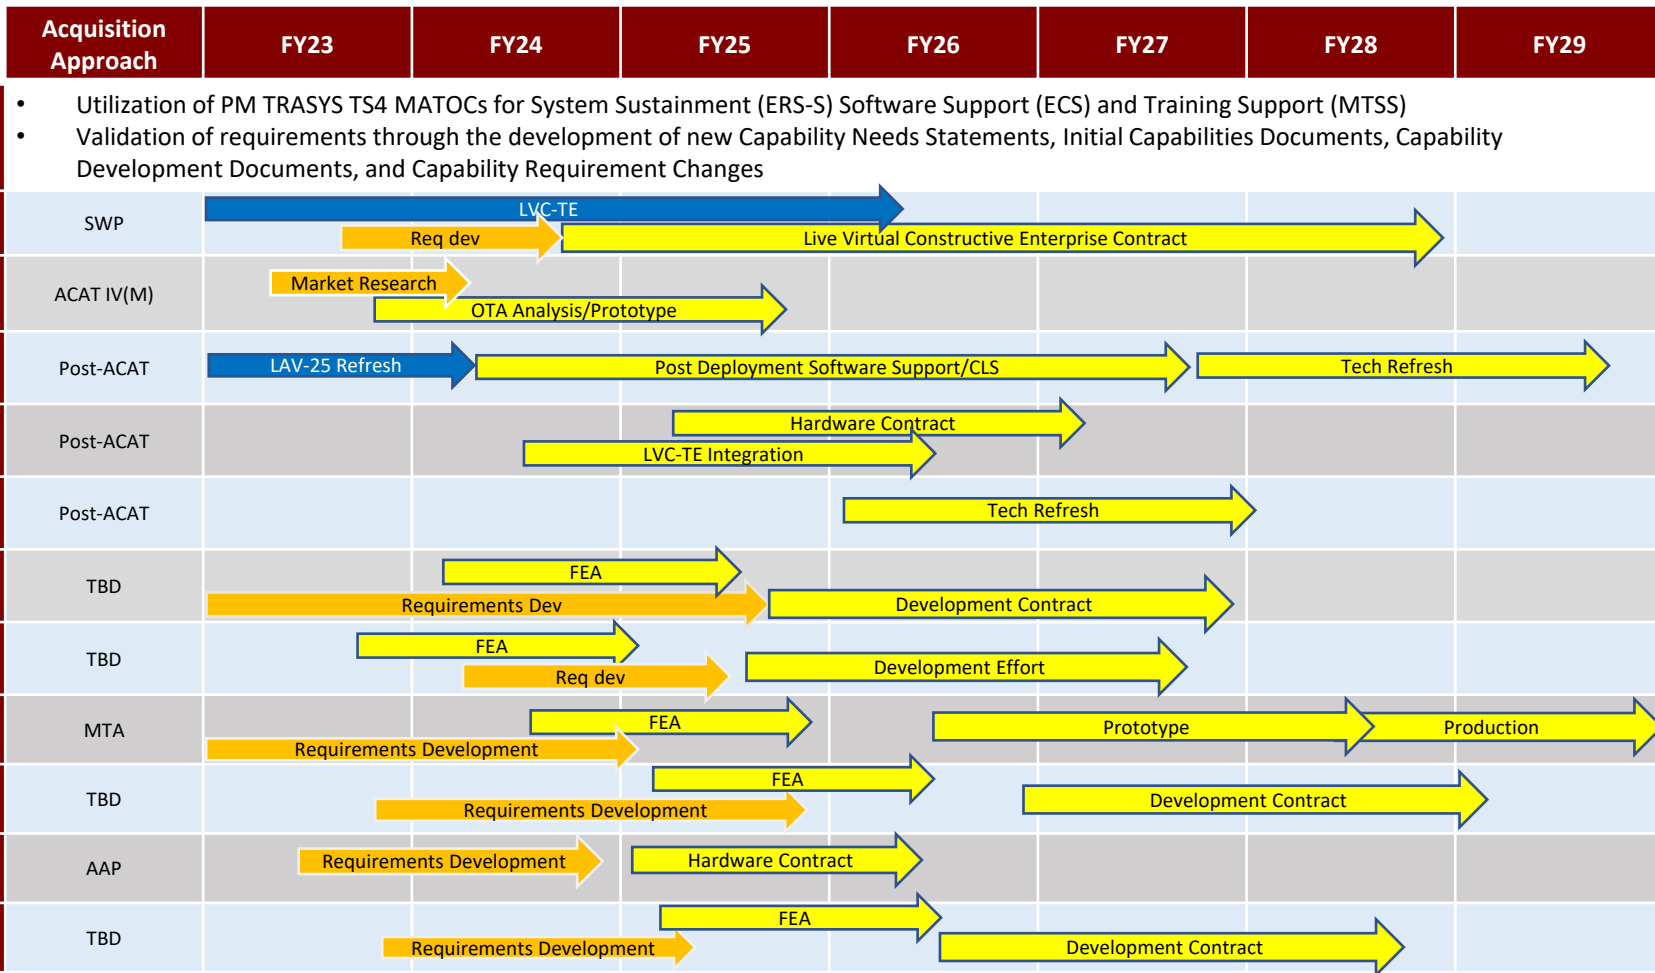 Acquisition
Approach
FY23
FY24
FY25
FY26
FY27
FY28
FY29
• Utilization of PM TRASYS TS4 MATOCs for System Sustainment (ERS-S) Software Support (ECS) and Training Support (MTSS)
• Validation of requirements through the development of new Capability Needs Statements, Initial Capabilities Documents, Capability
Development Documents, and Capability Requirement Changes
SWP
LVC-TE
Req dev
Live Virtual Constructive Enterprise Contract
ACAT IV(M)
Market Research
OTA Analysis/Prototype
Post-ACAT
LAV-25 Refresh
Post Deployment Software Support/CLS
Tech Refresh
Post-ACAT
Hardware Contract
LVC-TE Integration
Post-ACAT
Tech Refresh
TBD
FEA
Requirements Dev
Development Contract
TBD
FEA
Req dev
Development Effort
MTA
FEA
Requirements Development
Prototype
Production
TBD
FEA
Requirements Development
Development Contract
AAP
Requirements Development
Hardware Contract
TBD
FEA
Requirements Development
Development Contract